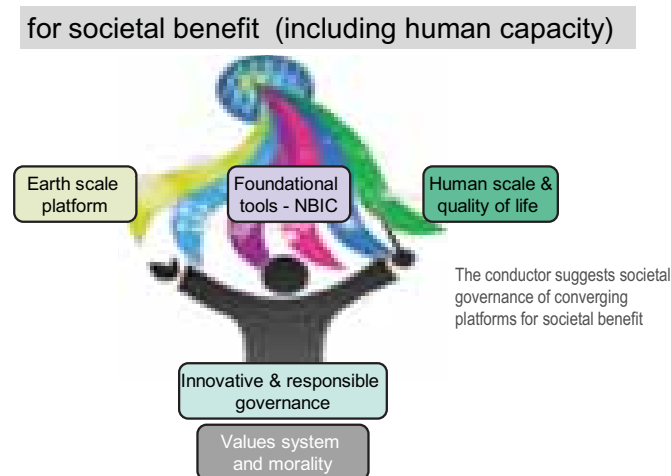 for societal benefit (including human capacity)
Earth scale
platform
Foundational
tools - NBIC
Human scale &
quality of life
The conductor suggests societal
governance of converging
platforms for societal benefit
Innovative & responsible
governance
Values system
and morality